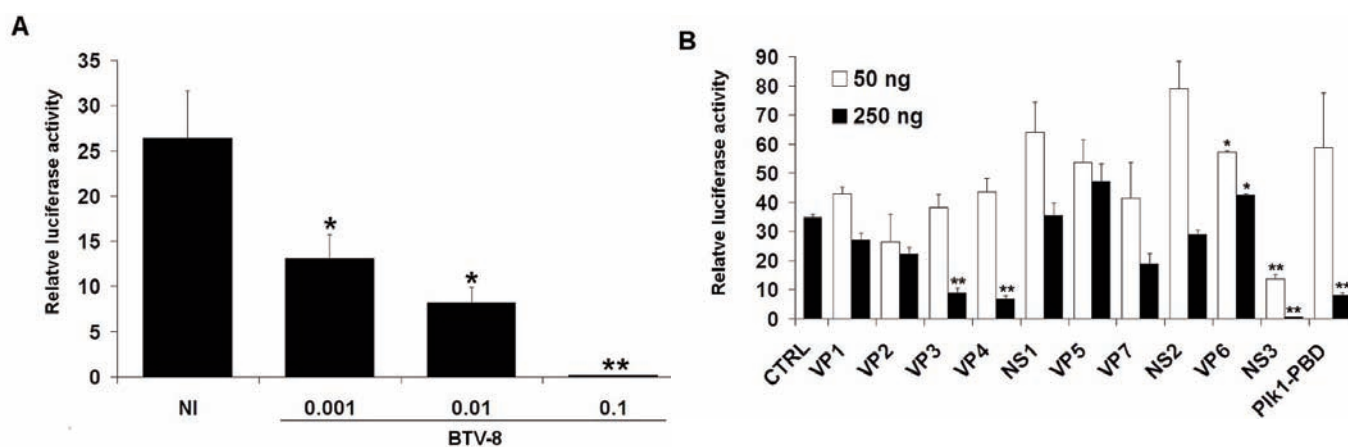 A
Relatve luciferase activity
35
30
25
20
15
10
5
0
*
*
**
NI
0.001
0.01
0.1
BTV-8
B
Relatve luciferase activity
90
80
70
60
50
40
30
20
10
0
50 ng
250 ng
**
**
*
*
**
**
**
CTRL
VP1
VP2
VP3
VP4
NS1
VP5
VP7
NS2
VP6
NS3
Plk1-PBD